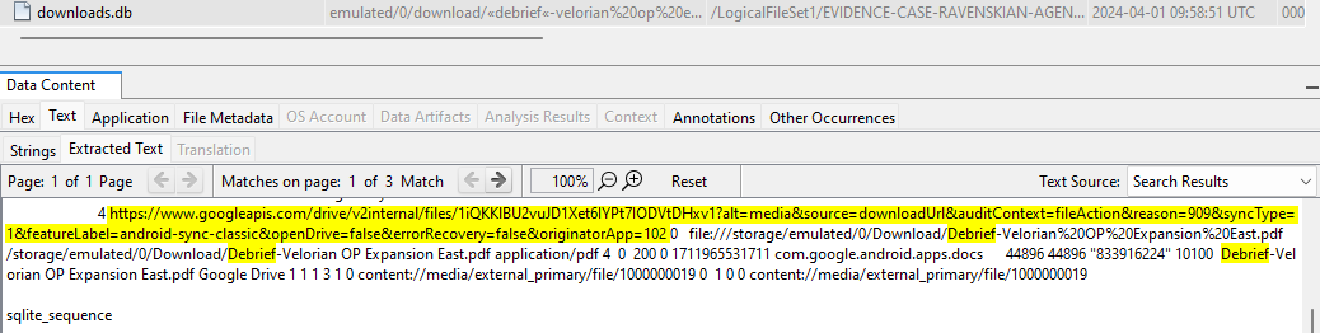 downloads.db emulated/0/download/«debrief«-velorian%20op%20e... /LogicalFileSet1/EVIDENCE-CASE-RAVENSKIAN-AGEN... 2024-04-01 09:58:51 UTC 000
Data Content
Hex Text Application File Metadata OS Account Data Artifacts Analysis Results Context Annotations Other Occurrences
Strings Extracted Text Translation
Page: 1 of 1 Page Matches on page: 1 of 3 Match 100% Reset Text Source: Search Results
4 https://www.googleapis.com/drive/v2internal/files/1iQKKlBU2vuJD1Xet6lYPt7lODVtDHxv1?alt=media&source=downloadUrl&auditContext=fileAction&reason=909&syncType=
1&featureLabel=android-sync-classic&openDrive=false&errorRecovery=false&originatorApp=102 0 file:///storage/emulated/0/Download/Debrief-Velorian%20OP%20Expansion%20East.pdf
/storage/emulated/0/Download/Debrief-Velorian OP Expansion East.pdf application/pdf 4 0 200 0 1711965531711 com.google.android.apps.docs 44896 44896 "833916224" 10100 Debrief-Vel
orian OP Expansion East.pdf Google Drive 1 1 1 3 1 0 content://media/external_primary/file/1000000019 0 1 0 0 content://media/external_primary/file/1000000019
sqlite_sequence